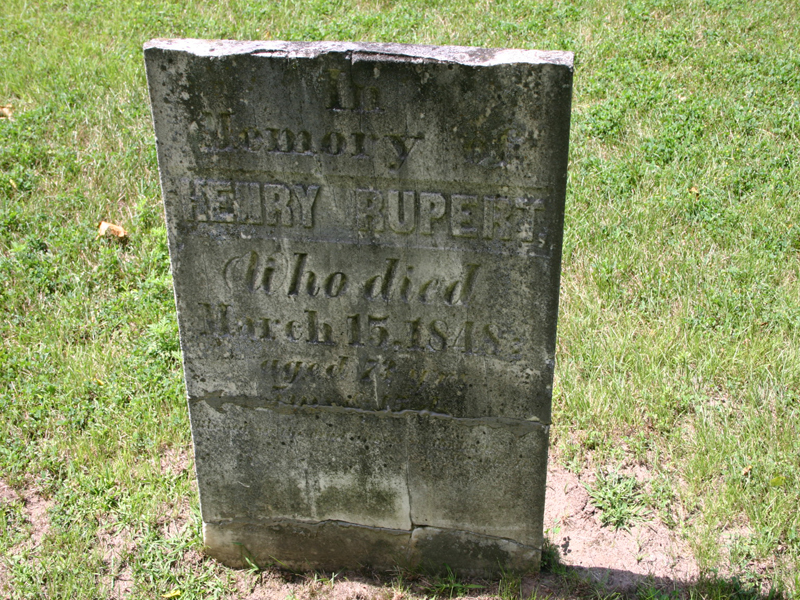 In
Memory of
HENRY RUPERT
Who died
March 15, 1848,
aged